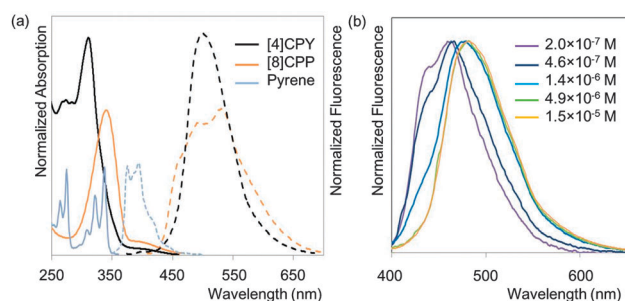 (a)
Normalized Absorption
[4]CPY
[8]CPP
Pyrene
Normalized Fluorescence
250 350 450 550 650
Wavelength (nm)
(b)
Normalized Fluorescence
2.0×10⁻⁷ M
4.6×10⁻⁷ M
1.4×10⁻⁶ M
4.9×10⁻⁶ M
1.5×10⁻⁵ M
400 500 600
Wavelength (nm)